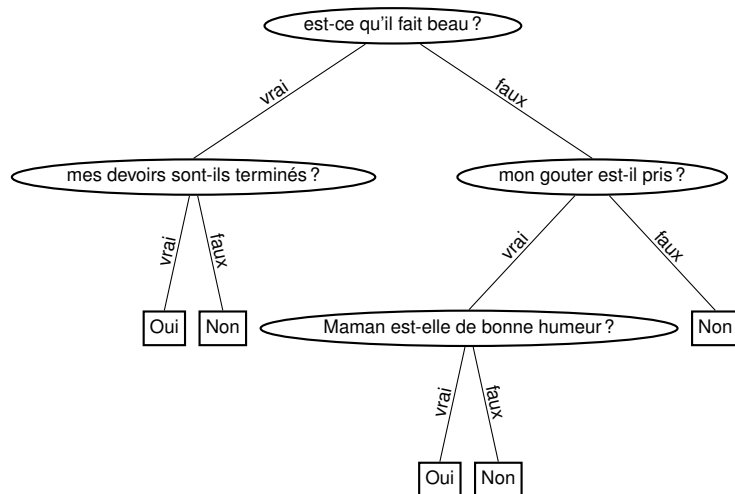 est-ce qu'il fait beau ?
vrai
faux
mes devoirs sont-ils terminés ?
mon gouter est-il pris ?
vrai
faux
vrai
faux
Oui
Non
Maman est-elle de bonne humeur ?
Non
vrai
faux
Oui
Non